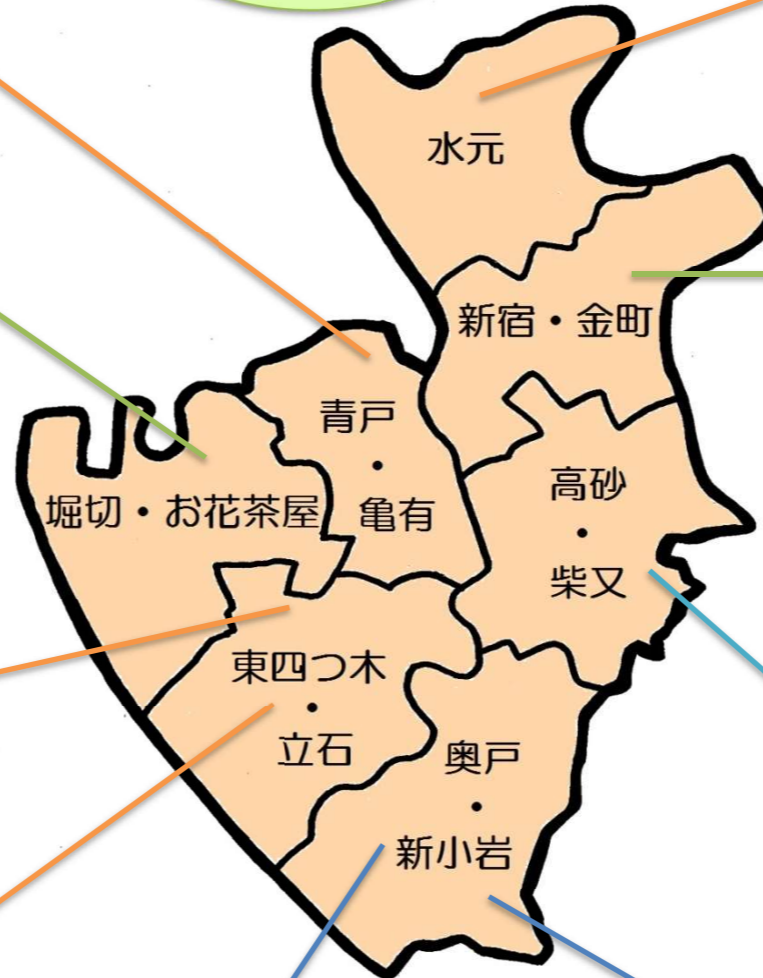 水元
新宿・金町
青戸
・
亀有
高砂
・
柴又
堀切・お花茶屋
東四つ木
・
立石
奥戸
・
新小岩